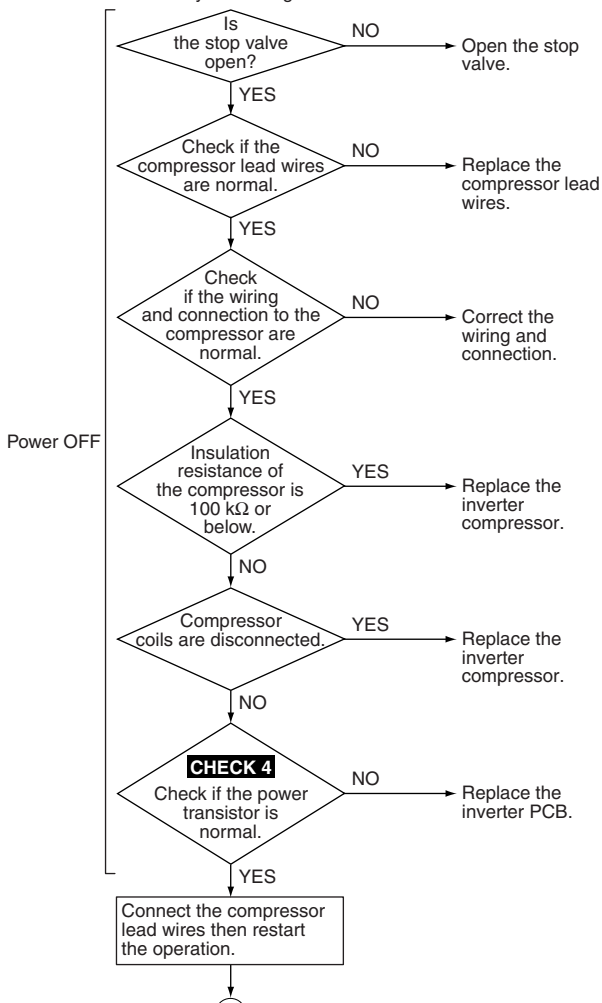 Is
the stop valve
open?
NO
Open the stop
valve.
YES
Check if the
compressor lead wires
are normal.
NO
Replace the
compressor lead
wires.
YES
Check
if the wiring
and connection to the
compressor are
normal.
NO
Correct the
wiring and
connection.
YES
Power OFF
Insulation
resistance of
the compressor is
100 kΩ or
below.
YES
Replace the
inverter
compressor.
NO
Compressor
coils are disconnected.
YES
Replace the
inverter
compressor.
NO
CHECK 4
Check if the power
transistor is
normal.
NO
Replace the
inverter PCB.
YES
Connect the compressor
lead wires then restart
the operation.